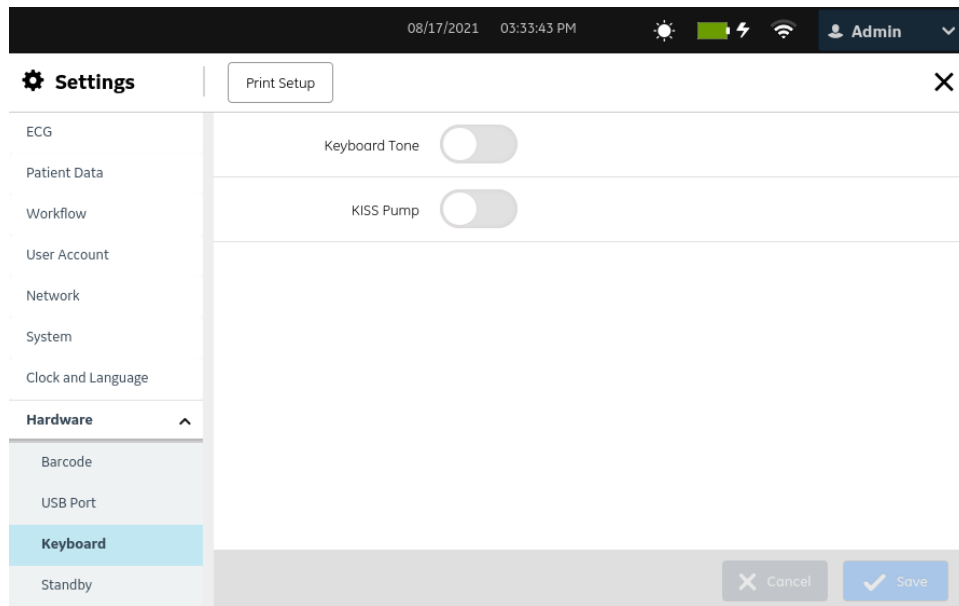 08/17/2021 03:33:43 PM Admin
Settings
Print Setup
ECG
Patient Data
Workflow
User Account
Network
System
Clock and Language
Hardware
Barcode
USB Port
Keyboard
Standby
Keyboard Tone
KISS Pump
Cancel
Save